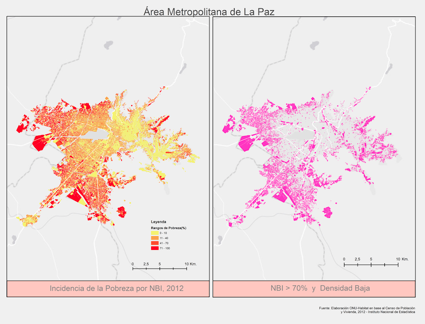 Área Metropolitana de La Paz
Leyenda
Rangos de Pobreza(%)
0 2.5 5 10 Km
0 2.5 5 10 Km
Incidencia de la Pobreza por NBI, 2012
NBI > 70% y Densidad Baja
Fuente: Elaboración ONU Habitat en base al Censo de Población
y Vivienda, 2012 - Instituto Nacional de Estadística